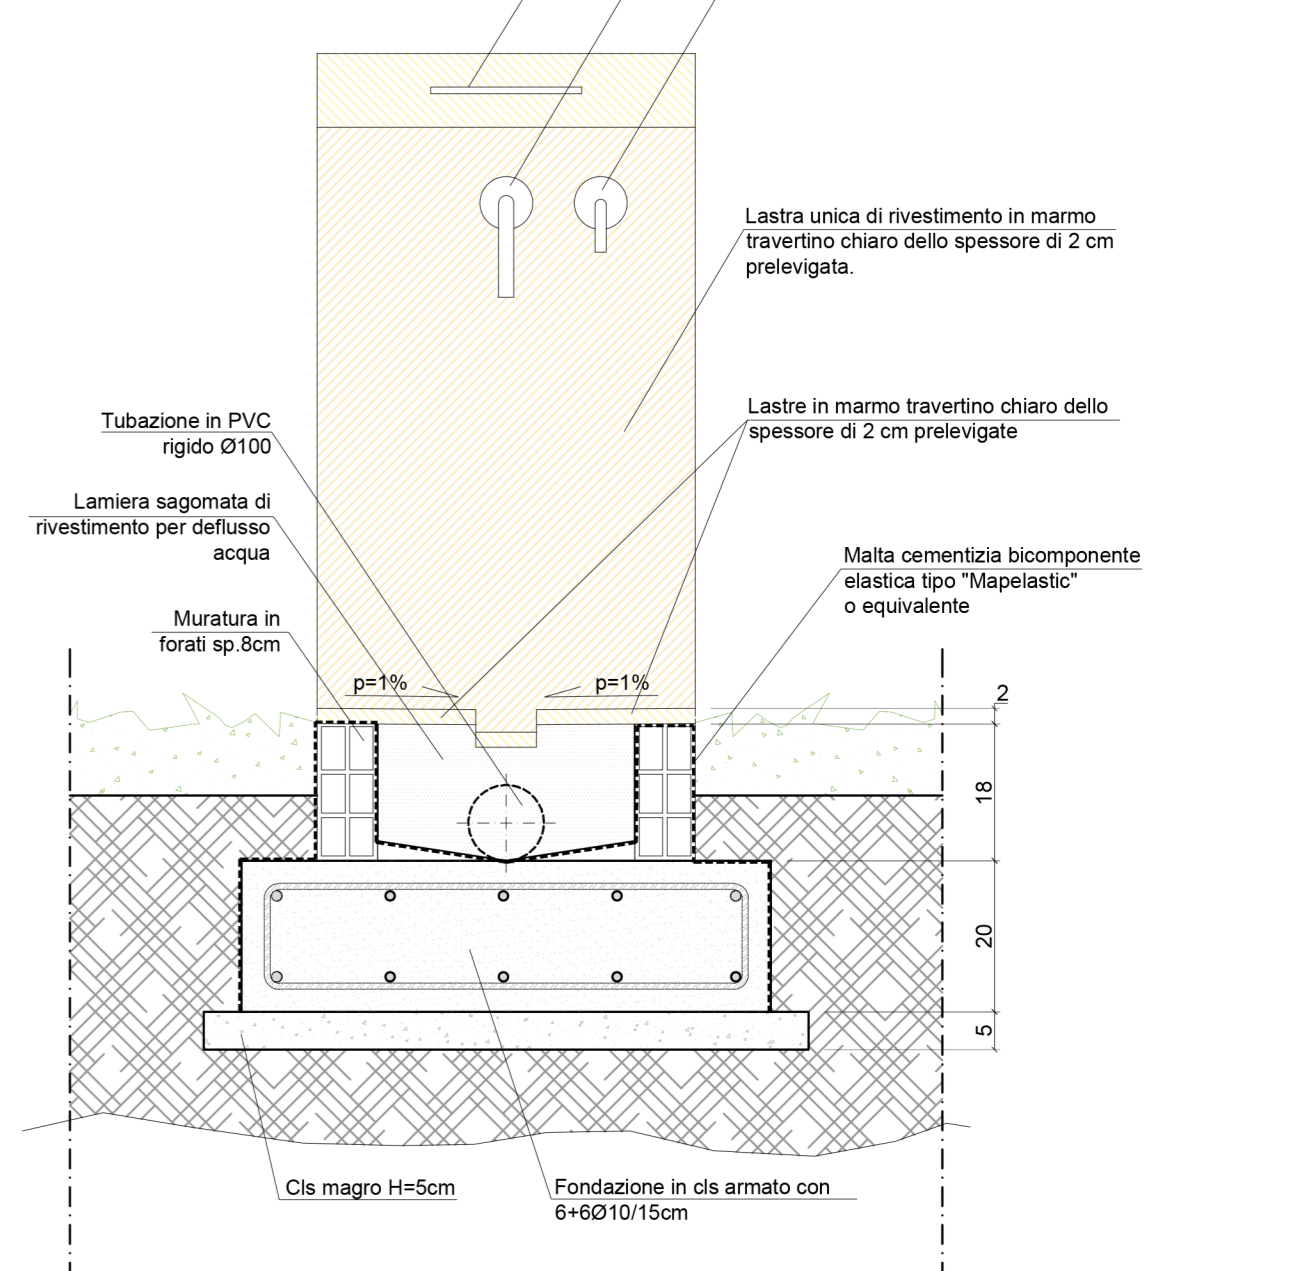 Lastra unica di rivestimento in marmo
travertino chiaro dello spessore di 2 cm
prelevigata.
Tubazione in PVC
rigido Ø100
Lastre in marmo travertino chiaro dello
spessore di 2 cm prelevigate
Lamiera sagomata di
rivestimento per deflusso
acqua
Malta cementizia bicomponente
elastica tipo "Mapelastic"
o equivalente
Muratura in
forati sp.8cm
p=1%
p=1%
2
18
20
5
Cls magro H=5cm
Fondazione in cls armato con
6+6Ø10/15cm